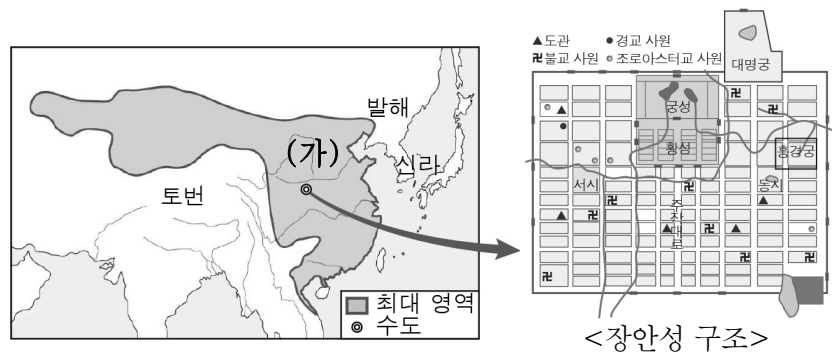 발해
(가)
신라
토번
최대 영역
수도
▲도관 ●경교 사원
卍불교 사원 ◉조로아스터교 사원
대명궁
궁성
황성
흥경궁
서시
동시
주작대로
<장안성 구조>